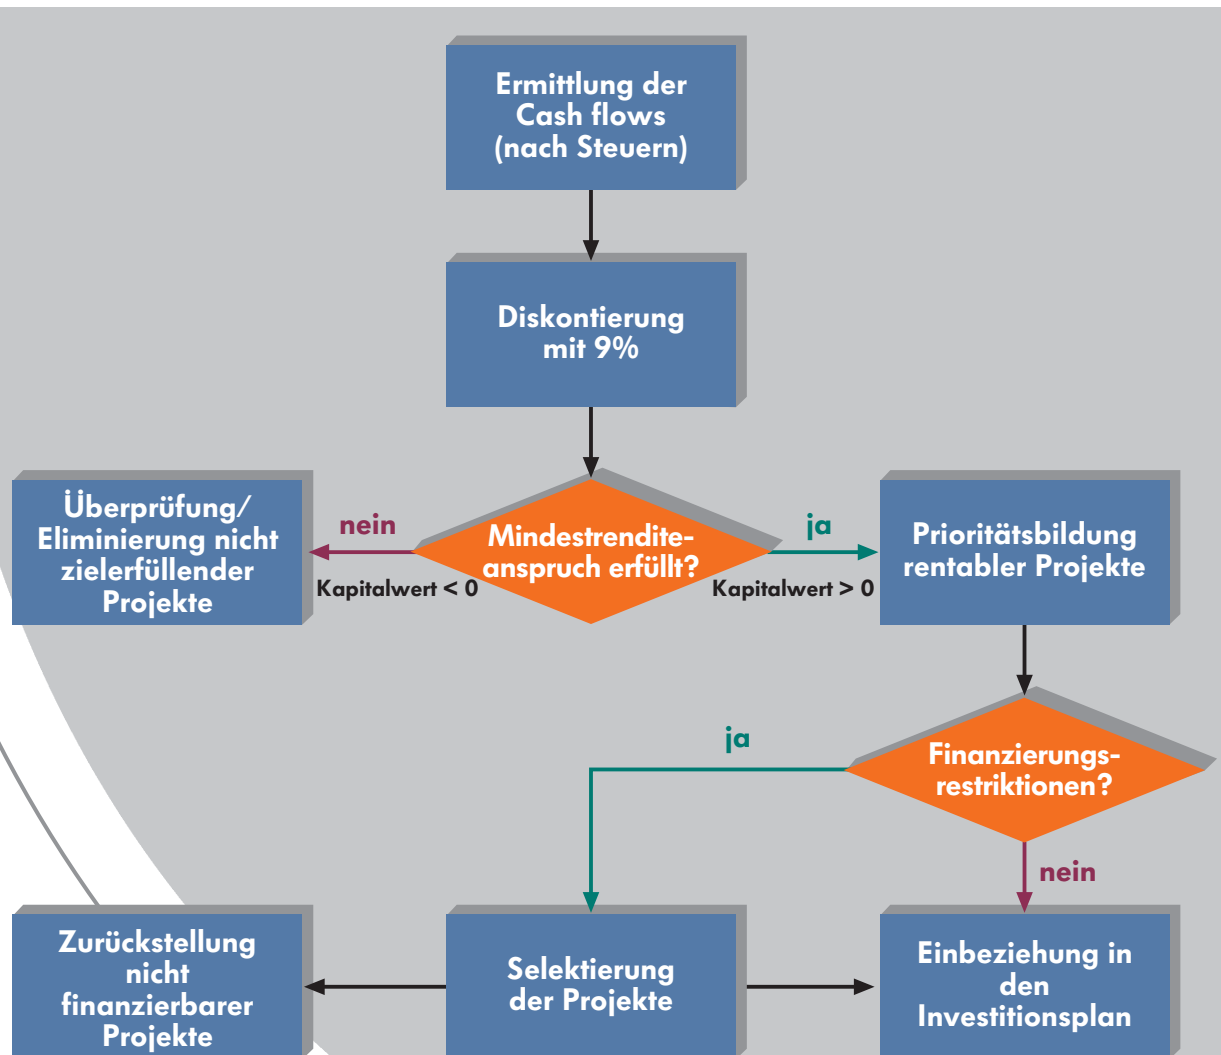 Ermittlung der
Cash flows
(nach Steuern)
Diskontierung
mit 9%
Überprüfung/
Eliminierung nicht
zielerfüllender
Projekte
nein
Kapitalwert < 0
Mindestrendite-
anspruch erfüllt?
ja
Kapitalwert > 0
Prioritätsbildung
rentabler Projekte
Finanzierungs-
restriktionen?
ja
nein
Zurückstellung
nicht
finanzierbarer
Projekte
Selektierung
der Projekte
Einbeziehung in
den
Investitionsplan